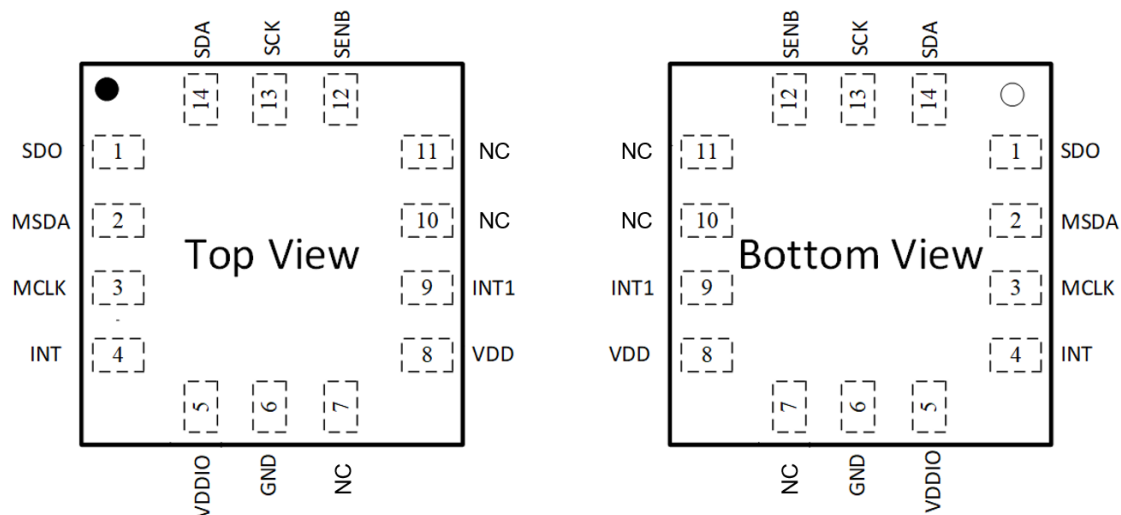 SDA SCK SENB
14 13 12
SDO 1 11 NC
MSDA 2 10 NC
Top View
MCLK 3 9 INT1
INT 4 8 VDD
5 6 7
VDDIO GND NC
SENB SCK SDA
12 13 14
NC 11 1 SDO
NC 10 2 MSDA
Bottom View
INT1 9 3 MCLK
VDD 8 4 INT
7 6 5
NC GND VDDIO